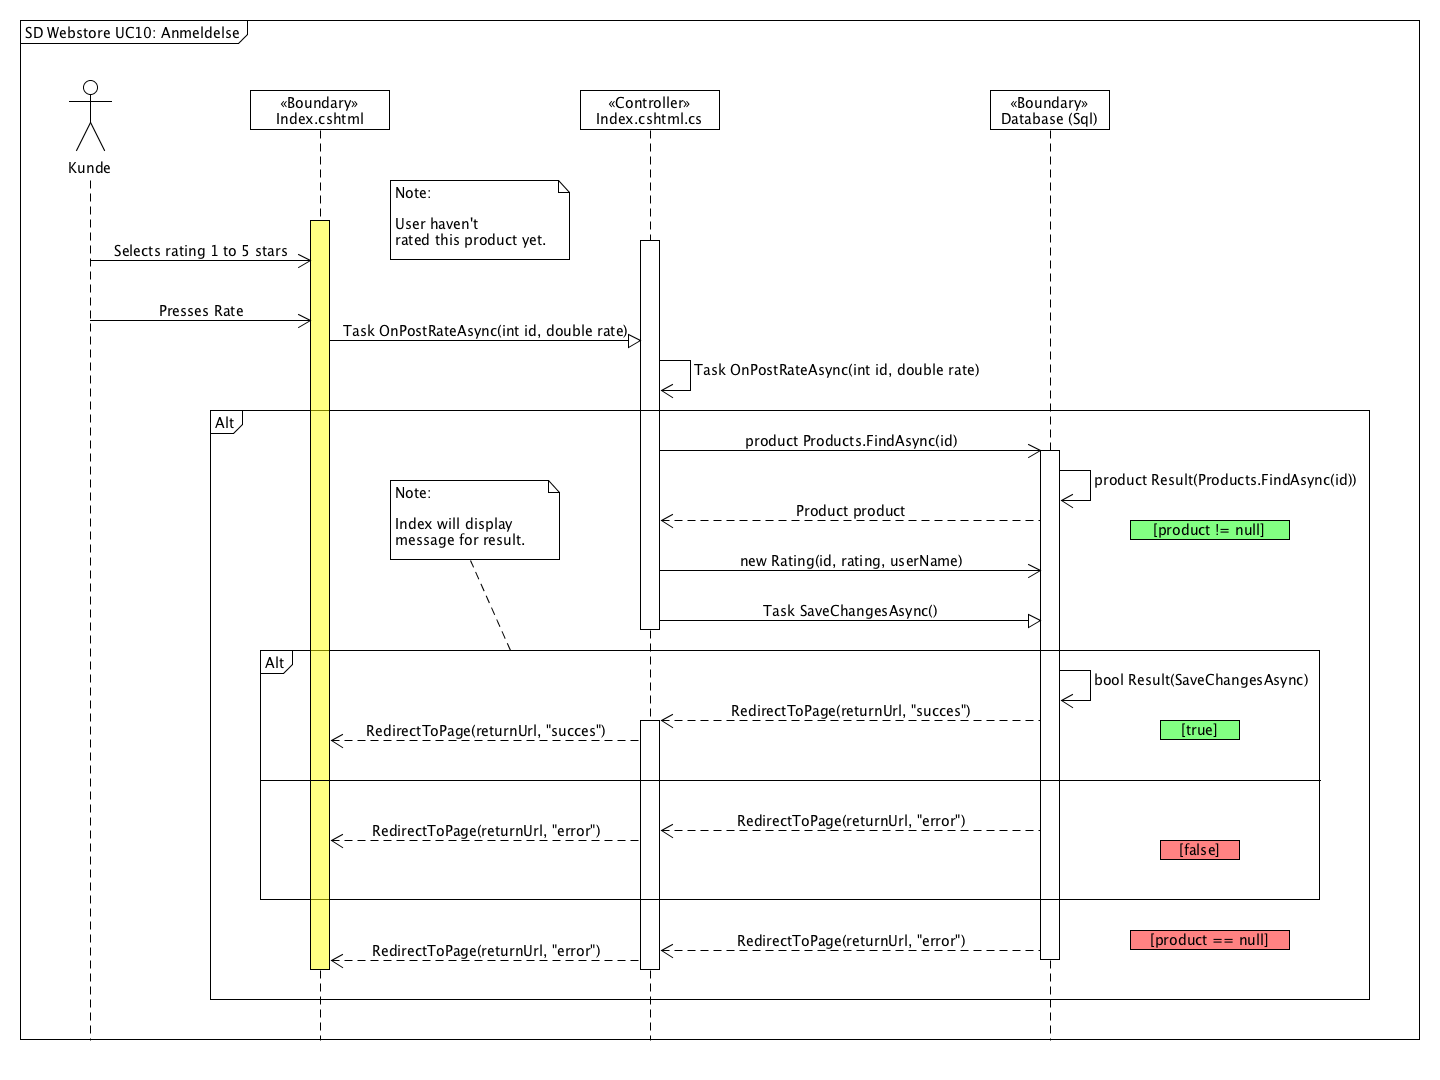 SD Webstore UC10: Anmeldelse
«Boundary»
Index.cshtml
«Controller»
Index.cshtml.cs
«Boundary»
Database (Sql)
Kunde
Note:
User haven't
rated this product yet.
Selects rating 1 to 5 stars
Presses Rate
Task OnPostRateAsync(int id, double rate)
Task OnPostRateAsync(int id, double rate)
Alt
product Products.FindAsync(id)
product Result(Products.FindAsync(id))
Note:
Index will display
message for result.
Product product
[product != null]
new Rating(id, rating, userName)
Task SaveChangesAsync()
Alt
bool Result(SaveChangesAsync)
RedirectToPage(returnUrl, "succes")
RedirectToPage(returnUrl, "succes")
[true]
RedirectToPage(returnUrl, "error")
RedirectToPage(returnUrl, "error")
[false]
RedirectToPage(returnUrl, "error")
RedirectToPage(returnUrl, "error")
[product == null]